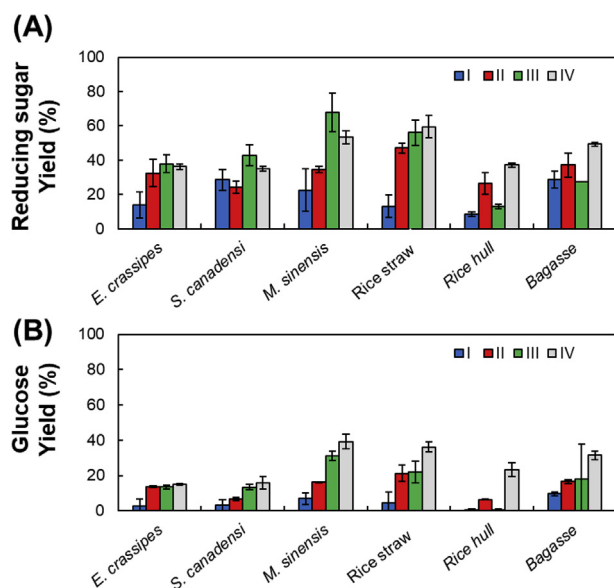 (A)
Reducing sugar
Yield (%)
100
80
60
40
20
0
I II III IV
E. crassipes
S. canadensi
M. sinensis
Rice straw
Rice hull
Bagasse
(B)
Glucose
Yield (%)
100
80
60
40
20
0
I II III IV
E. crassipes
S. canadensi
M. sinensis
Rice straw
Rice hull
Bagasse